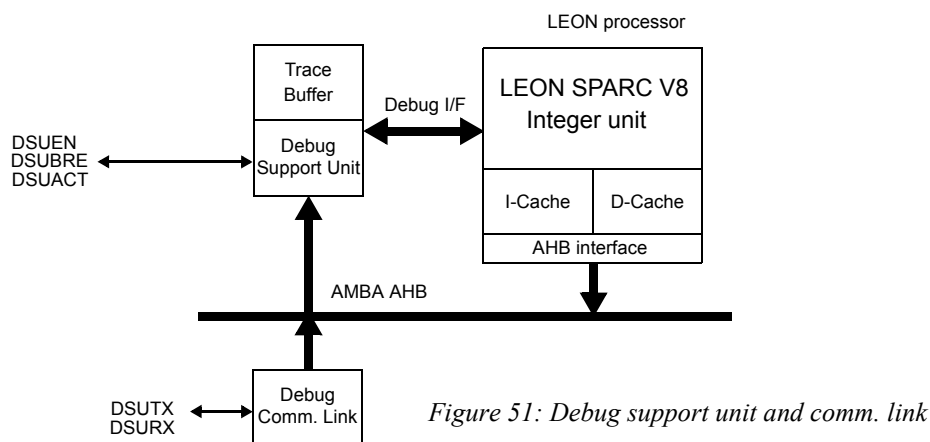 LEON processor
Trace
Buffer
LEON SPARC V8
Integer unit
Debug I/F
DSUEN
DSUBRE
DSUACT
Debug
Support Unit
I-Cache
D-Cache
AHB interface
AMBA AHB
Debug
Comm. Link
DSUTX
DSURX
Figure 51: Debug support unit and comm. link